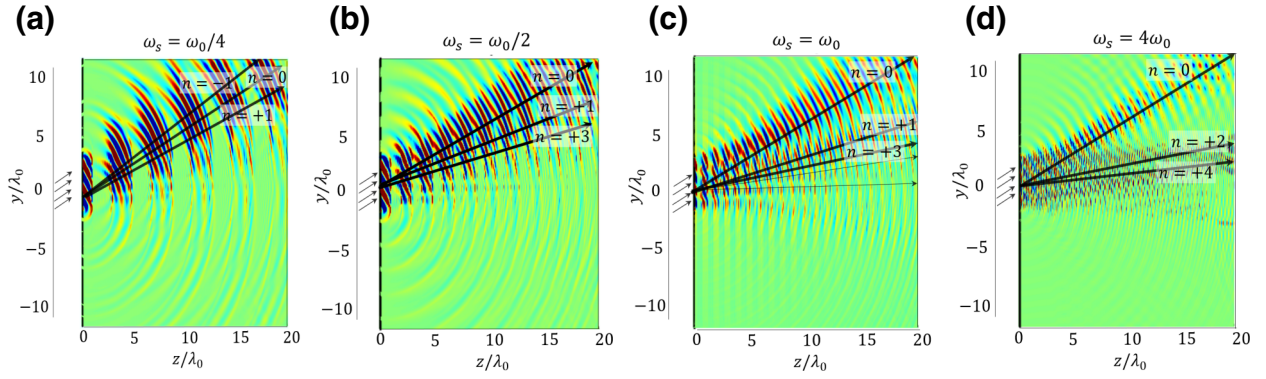 (a)
ω_s = ω_0/4
n = −1
n = 0
n = +1
10
5
0
−5
−10
y/λ_0
0
5
10
15
20
z/λ_0
(b)
ω_s = ω_0/2
n = 0
n = +1
n = +3
10
5
0
−5
−10
y/λ_0
0
5
10
15
20
z/λ_0
(c)
ω_s = ω_0
n = 0
n = +1
n = +3
10
5
0
−5
−10
y/λ_0
0
5
10
15
20
z/λ_0
(d)
ω_s = 4ω_0
n = 0
n = +2
n = +4
10
5
0
−5
−10
y/λ_0
0
5
10
15
20
z/λ_0